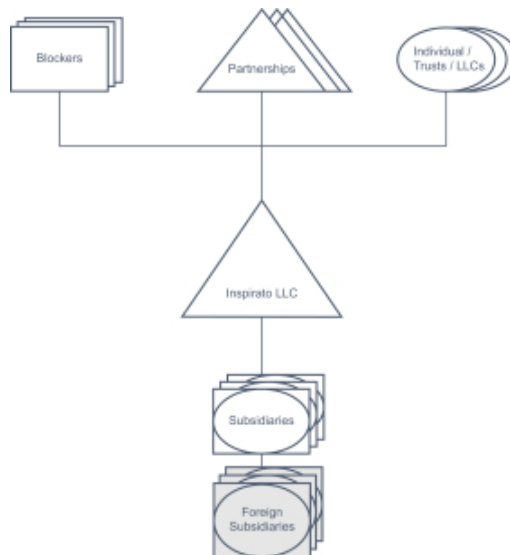 Blockers
Partnerships
Individual /
Trusts / LLCs
Inspirato LLC
Subsidiaries
Foreign
Subsidiaries